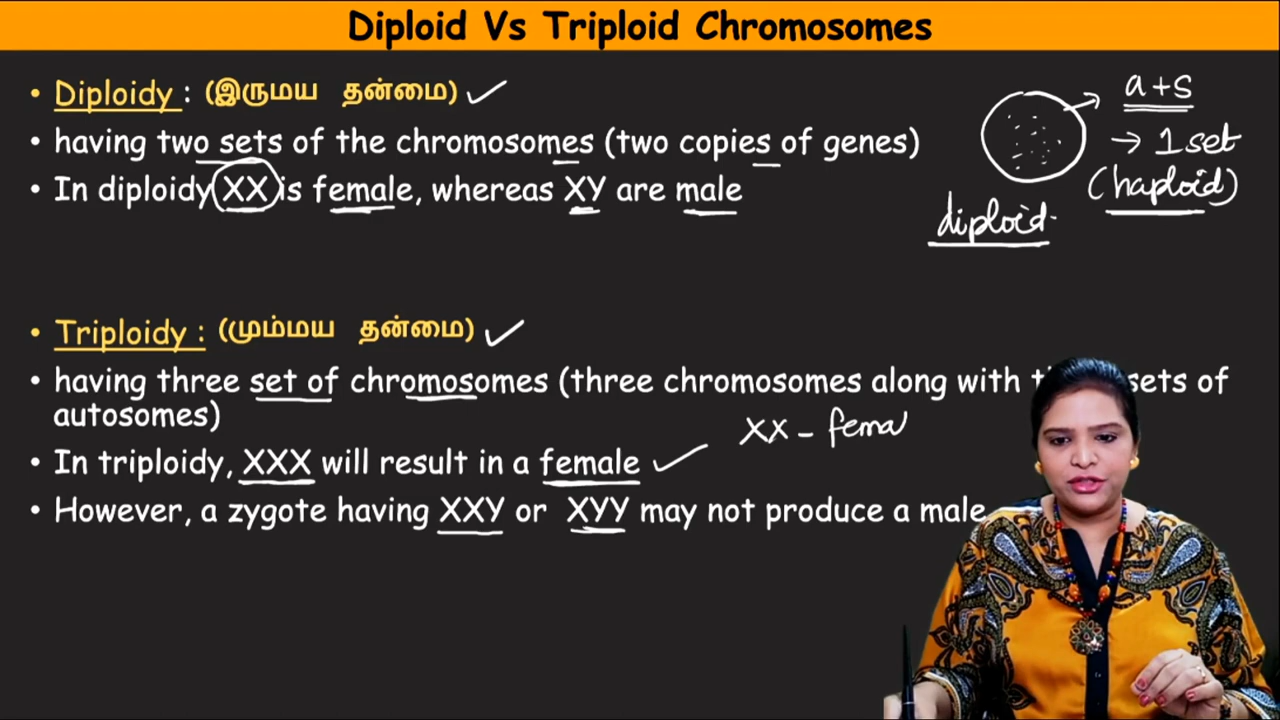 Diploid Vs Triploid Chromosomes
• Diploidy : (இருமய தன்மை) ✓
• having two sets of the chromosomes (two copies of genes)
• In diploidy XX is female, whereas XY are male
a+s
→ 1 set
(haploid)
diploid
• Triploidy : (மும்மய தன்மை) ✓
• having three set of chromosomes (three chromosomes along with sets of
autosomes)
XX - femal
• In triploidy, XXX will result in a female ✓
• However, a zygote having XXY or XYY may not produce a male